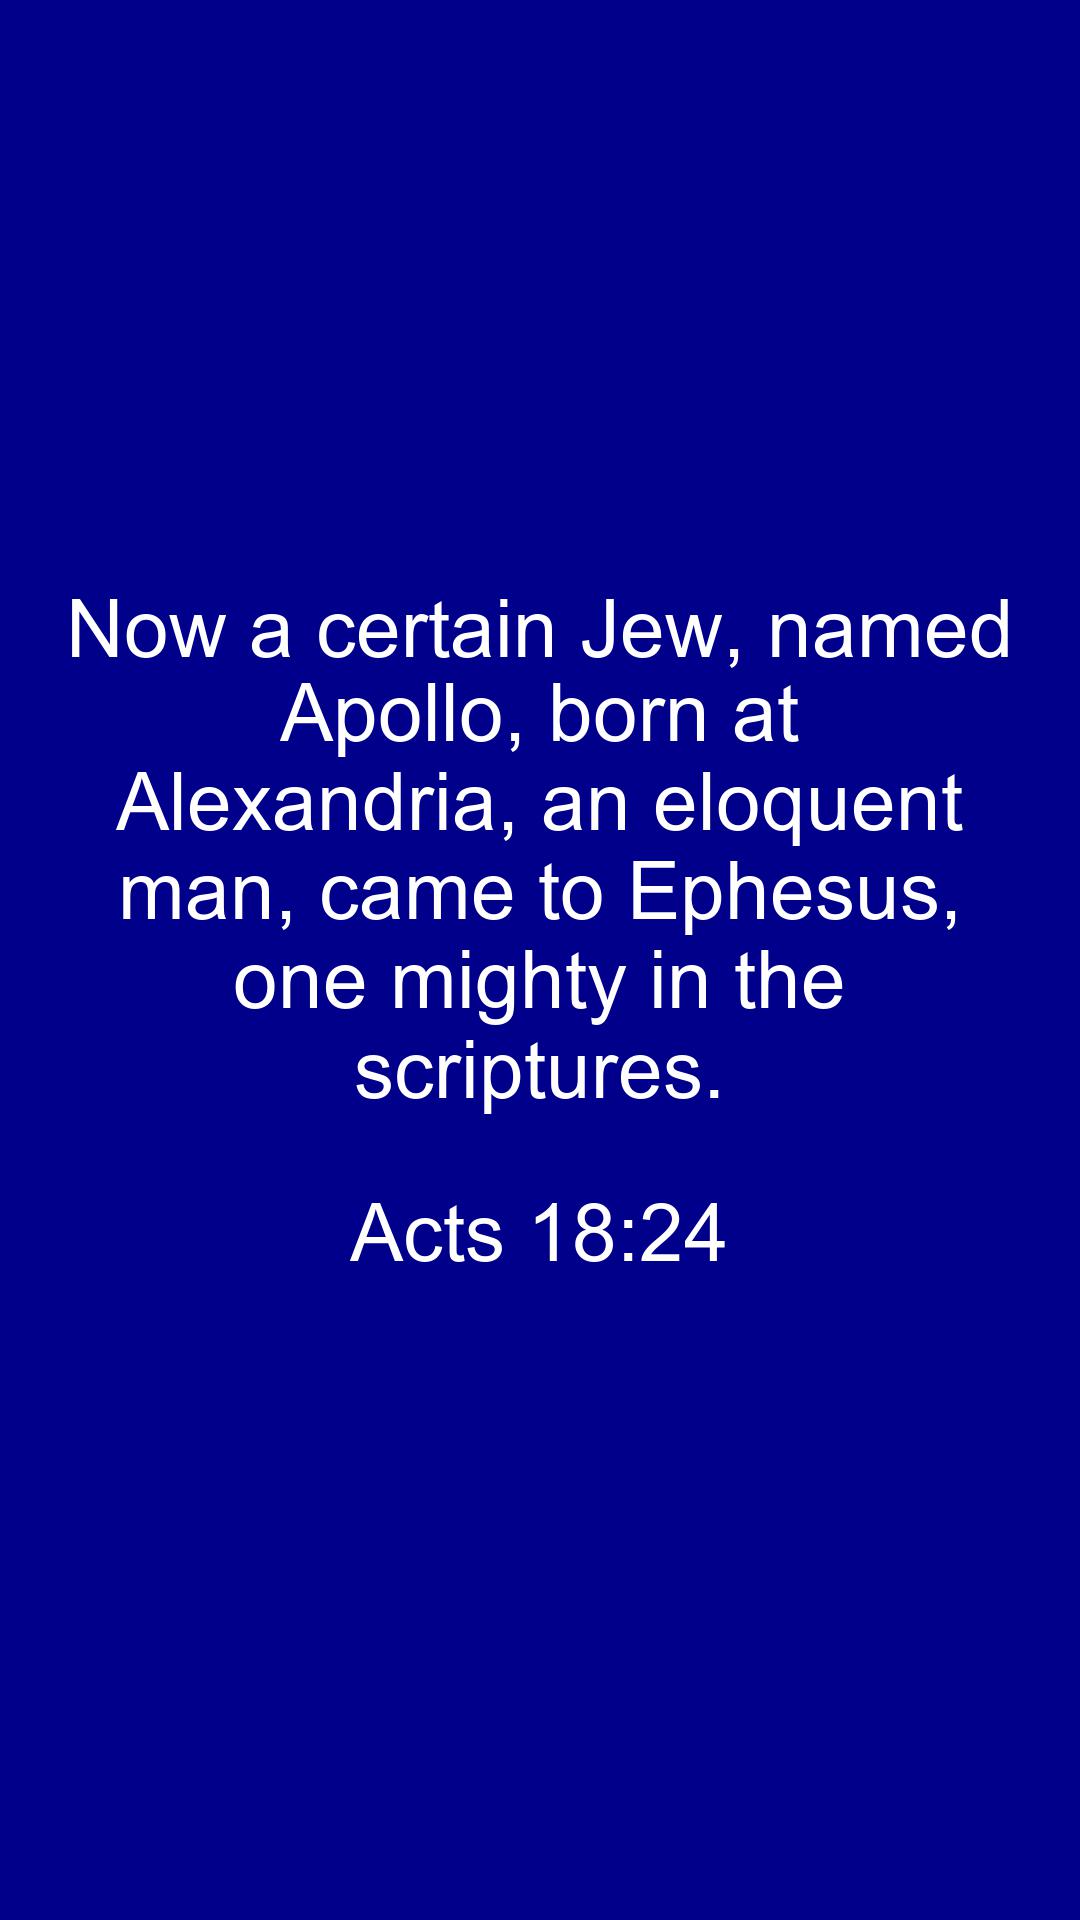 Now a certain Jew, named
Apollo, born at
Alexandria, an eloquent
man, came to Ephesus,
one mighty in the
scriptures.
Acts 18:24